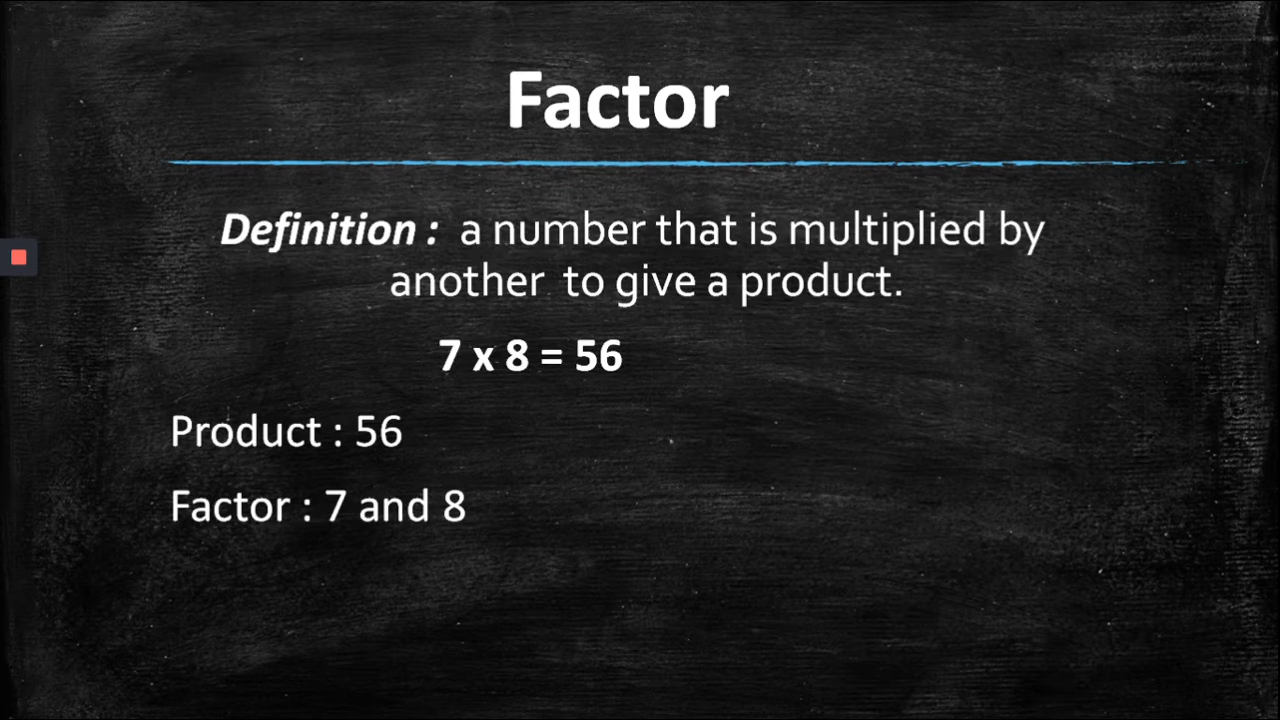 Factor
Definition : a number that is multiplied by
another to give a product.
7 x 8 = 56
Product : 56
Factor : 7 and 8